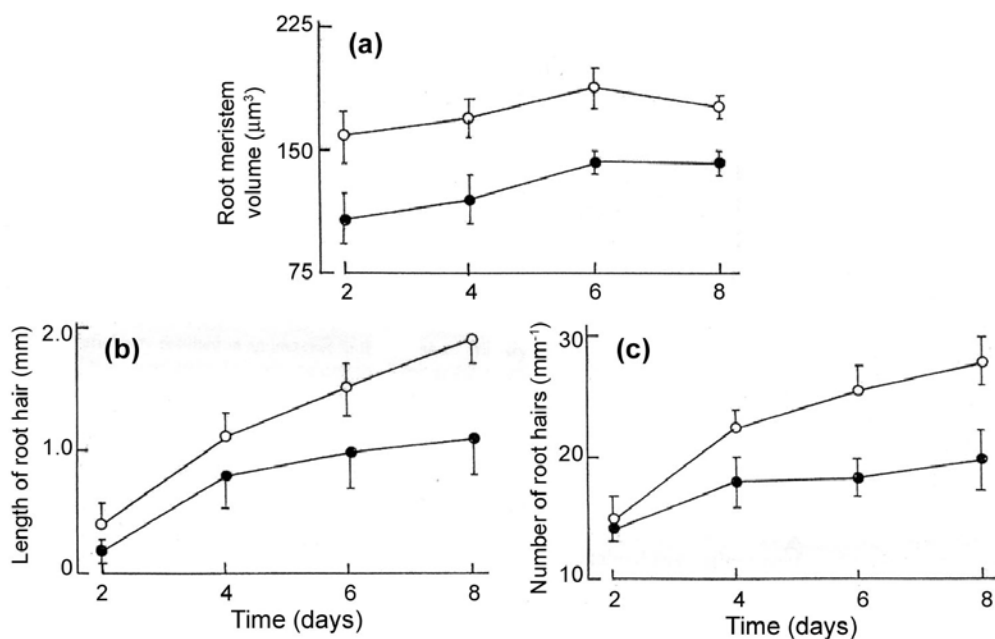 225
(a)
Root meristem
volume (μm³)
150
75
2 4 6 8
2.0
(b)
Length of root hair (mm)
1.0
0
2 4 6 8
Time (days)
30
(c)
Number of root hairs (mm⁻¹)
20
10
2 4 6 8
Time (days)